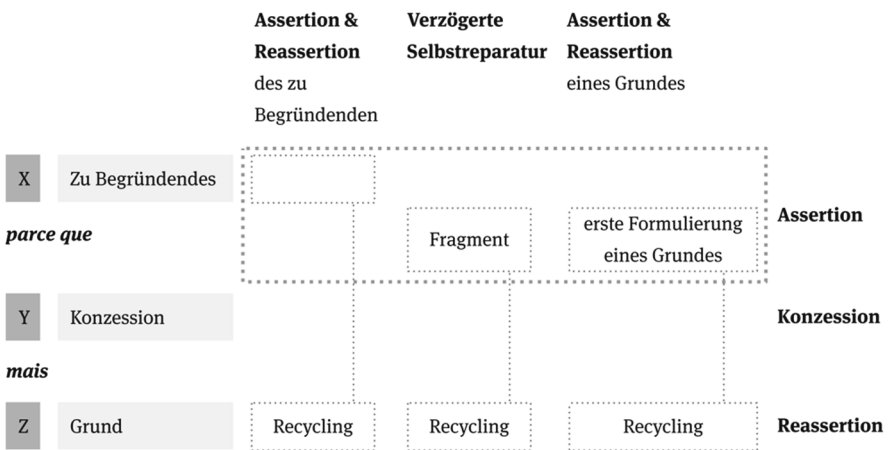 Assertion &
Reassertion
des zu
Begründenden
Verzögerte
Selbstreparatur
Assertion &
Reassertion
eines Grundes
X Zu Begründendes
parce que
Fragment
erste Formulierung
eines Grundes
Assertion
Y Konzession
Konzession
mais
Z Grund
Recycling
Recycling
Recycling
Reassertion